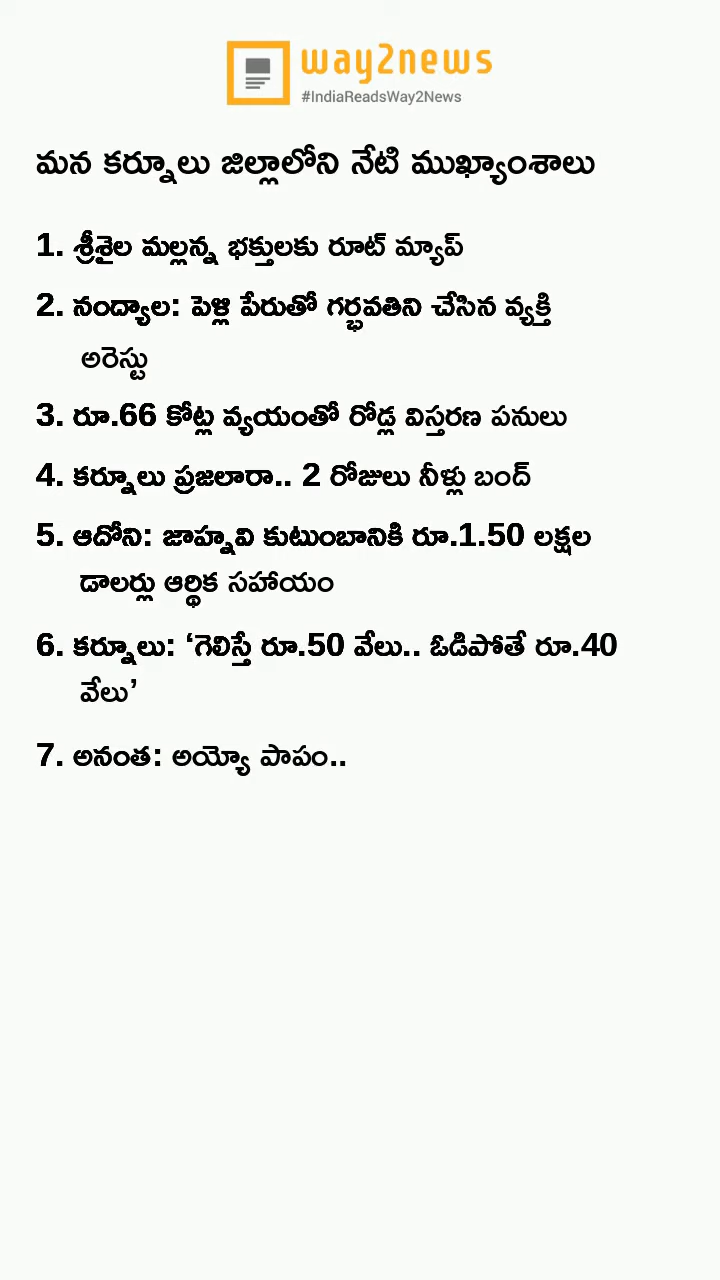 way2news
#IndiaReadsWay2News
మన కర్నూలు జిల్లాలోని నేటి ముఖ్యాంశాలు
1. శ్రీశైల మల్లన్న భక్తులకు రూట్ మ్యాప్
2. నంద్యాల: పెళ్లి పేరుతో గర్భవతిని చేసిన వ్యక్తి
అరెస్టు
3. రూ.66 కోట్ల వ్యయంతో రోడ్ల విస్తరణ పనులు
4. కర్నూలు ప్రజలారా.. 2 రోజులు నీళ్లు బంద్
5. ఆదోని: జాహ్నవి కుటుంబానికి రూ.1.50 లక్షల
డాలర్లు ఆర్థిక సహాయం
6. కర్నూలు: ‘గెలిస్తే రూ.50 వేలు.. ఓడిపోతే రూ.40
వేలు’
7. అనంత: అయ్యో పాపం..